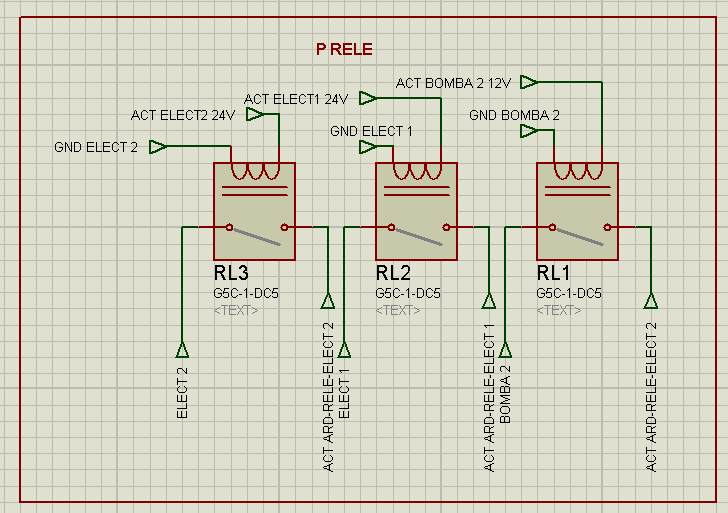 P RELE
ACT BOMBA 2 12V
ACT ELECT1 24V
ACT ELECT2 24V
GND BOMBA 2
GND ELECT 1
GND ELECT 2
RL3
G5C-1-DC5
<TEXT>
RL2
G5C-1-DC5
<TEXT>
RL1
G5C-1-DC5
<TEXT>
ELECT 2
ACT ARD-RELE-ELECT 2
ELECT 1
ACT ARD-RELE-ELECT 1
BOMBA 2
ACT ARD-RELE-ELECT 2